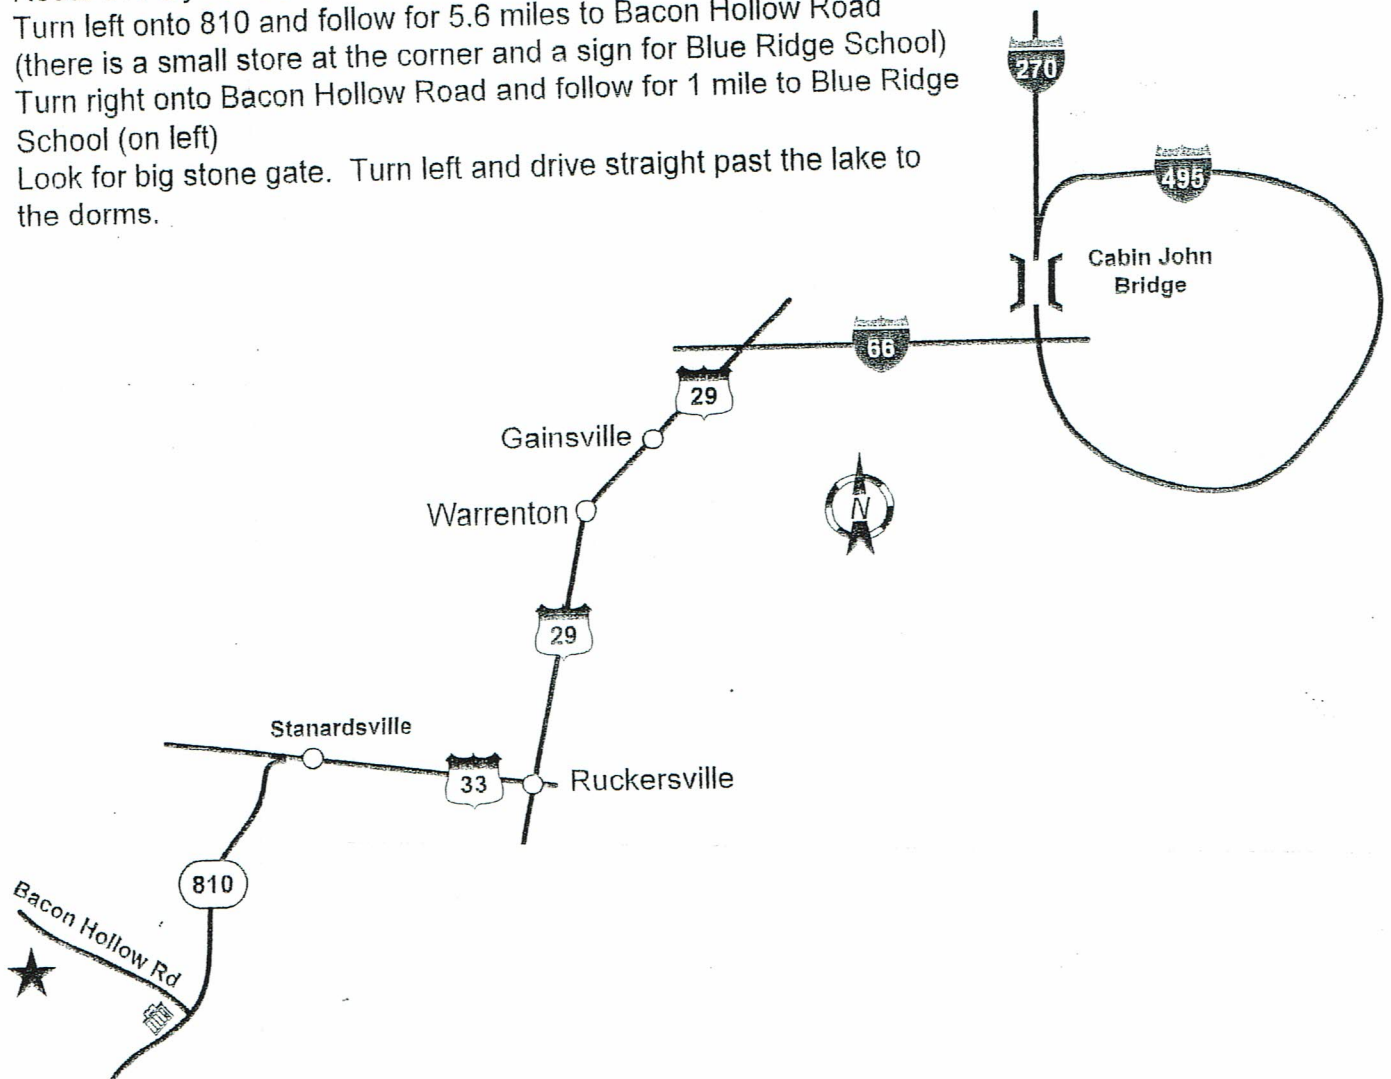 Turn left onto 810 and follow for 5.6 miles to Bacon Hollow Road
(there is a small store at the corner and a sign for Blue Ridge School)
Turn right onto Bacon Hollow Road and follow for 1 mile to Blue Ridge
School (on left)
Look for big stone gate. Turn left and drive straight past the lake to
the dorms.
270
495
Cabin John
Bridge
66
29
Gainsville
Warrenton
N
29
Stanardsville
33
Ruckersville
810
Bacon Hollow Rd